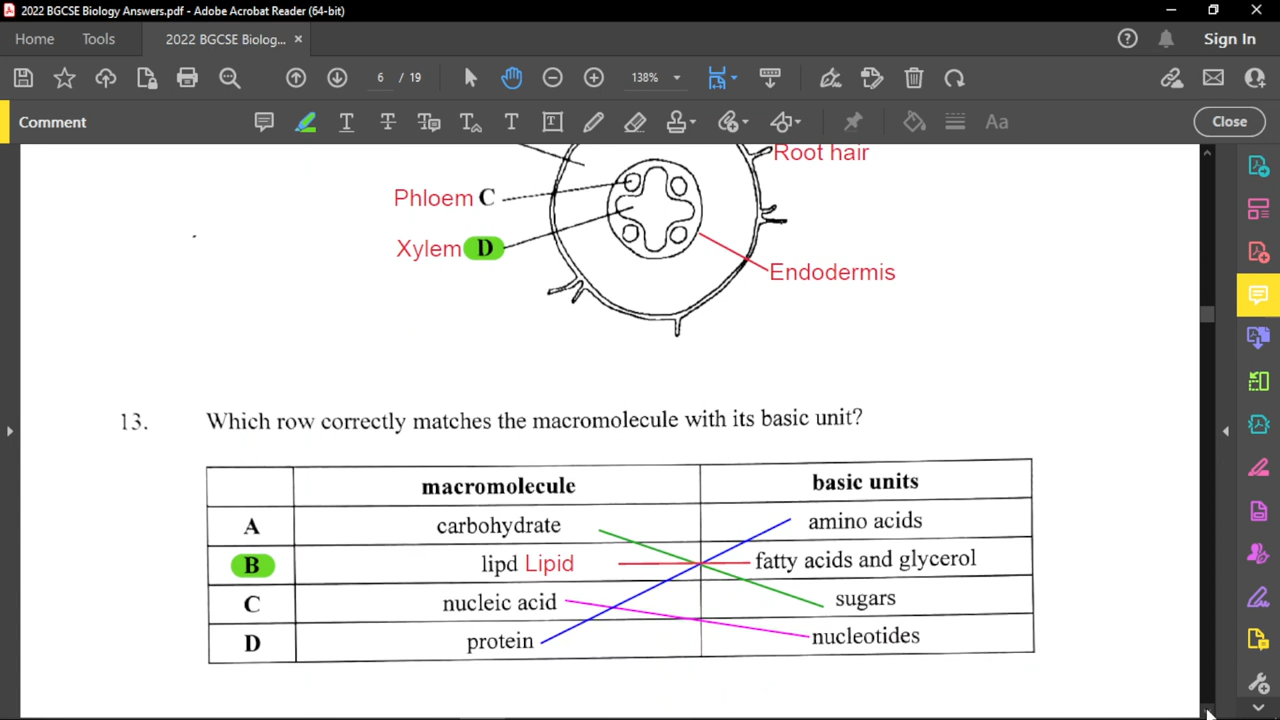 2022 BGCSE Biology Answers.pdf - Adobe Acrobat Reader (64-bit)
Home Tools 2022 BGCSE Biolog... × Sign In
6 / 19 138%
Comment Close
Root hair
Phloem C
Xylem D
Endodermis
13. Which row correctly matches the macromolecule with its basic unit?
macromolecule basic units
A carbohydrate amino acids
B lipd Lipid fatty acids and glycerol
C nucleic acid sugars
D protein nucleotides